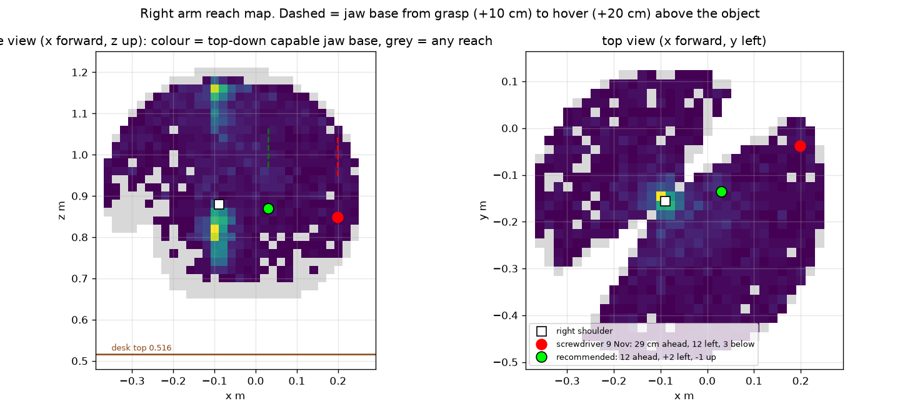 Right arm reach map. Dashed = jaw base from grasp (+10 cm) to hover (+20 cm) above the object
e view (x forward, z up): colour = top-down capable jaw base, grey = any reach
top view (x forward, y left)
1.2
1.1
1.0
0.9
0.8
0.7
0.6
0.5
z m
desk top 0.516
−0.3
−0.2
−0.1
0.0
0.1
0.2
x m
0.1
0.0
−0.1
−0.2
−0.3
−0.4
−0.5
y m
right shoulder
screwdriver 9 Nov: 29 cm ahead, 12 left, 3 below
recommended: 12 ahead, +2 left, -1 up
−0.3
−0.2
−0.1
0.0
0.1
0.2
x m